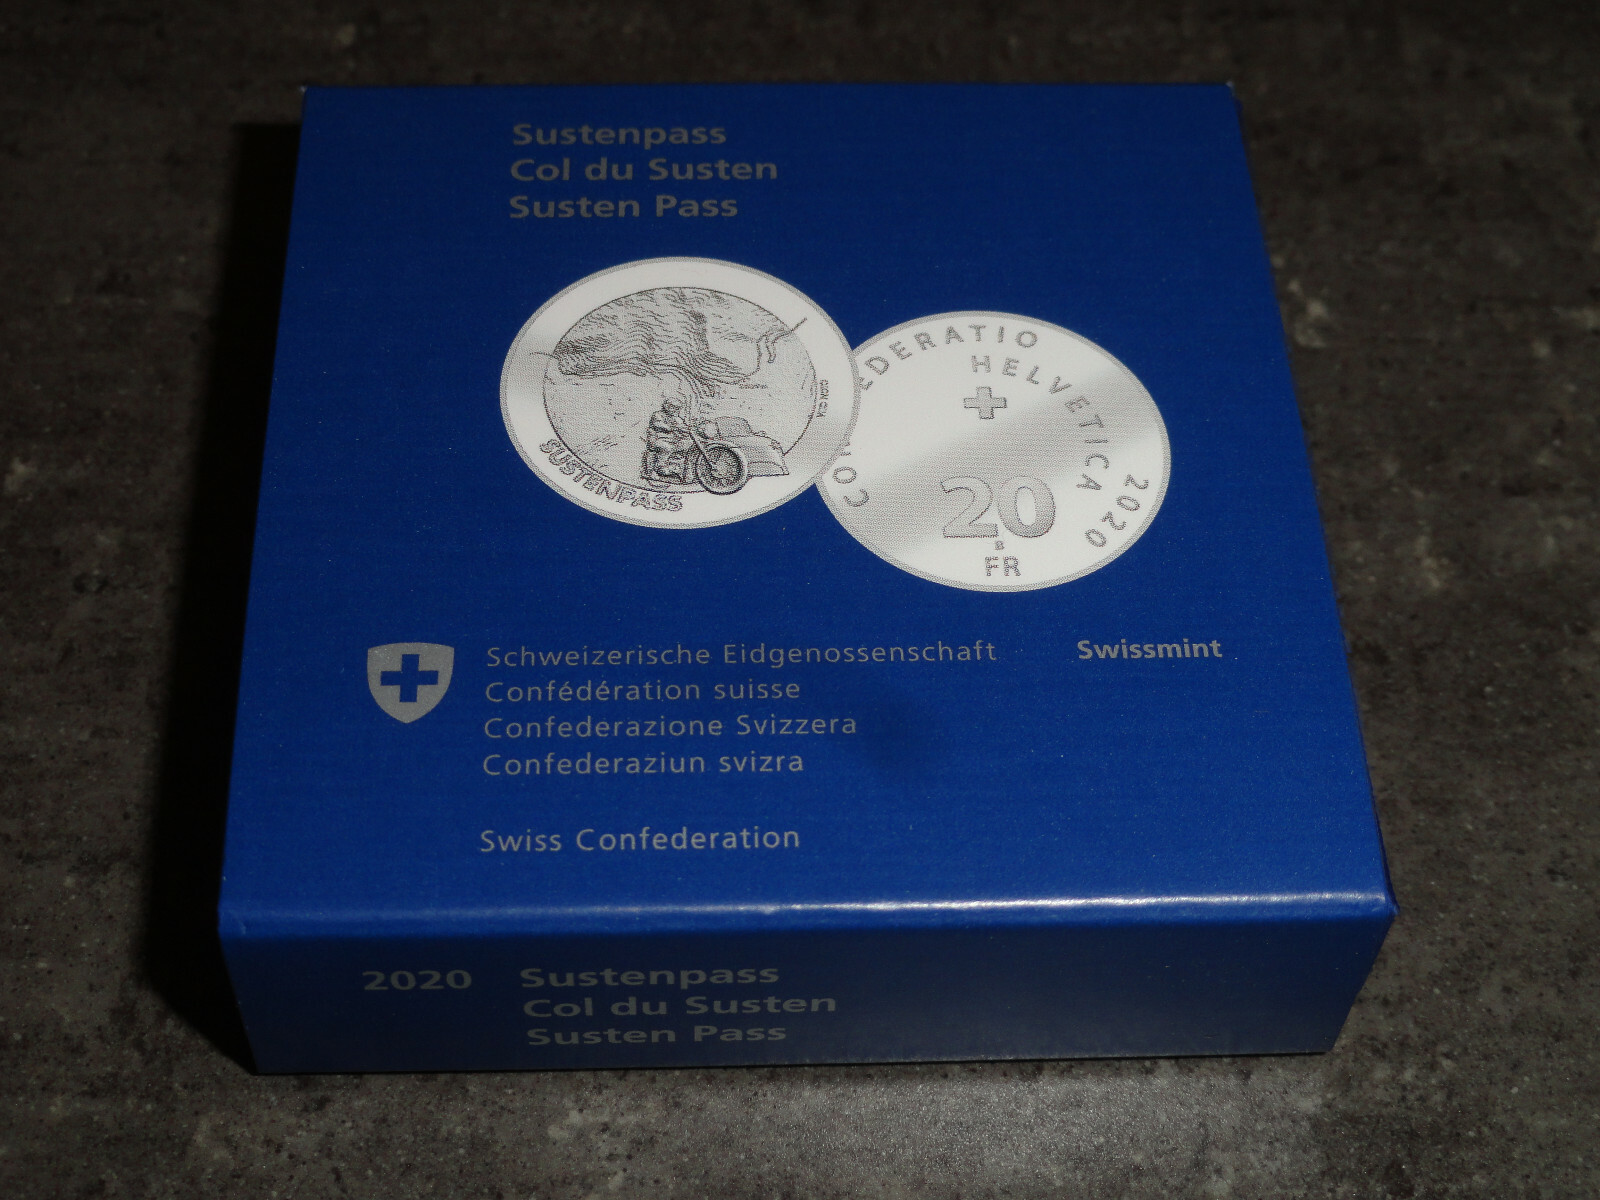 Sustenpass
Col du Susten
Susten Pass
SUSTENPASS
HELVETICA
2020
20
B
FR
Schweizerische Eidgenossenschaft
Swissmint
Confédération suisse
Confederazione Svizzera
Confederaziun svizra
Swiss Confederation
2020 Sustenpass
Col du Susten
Susten Pass